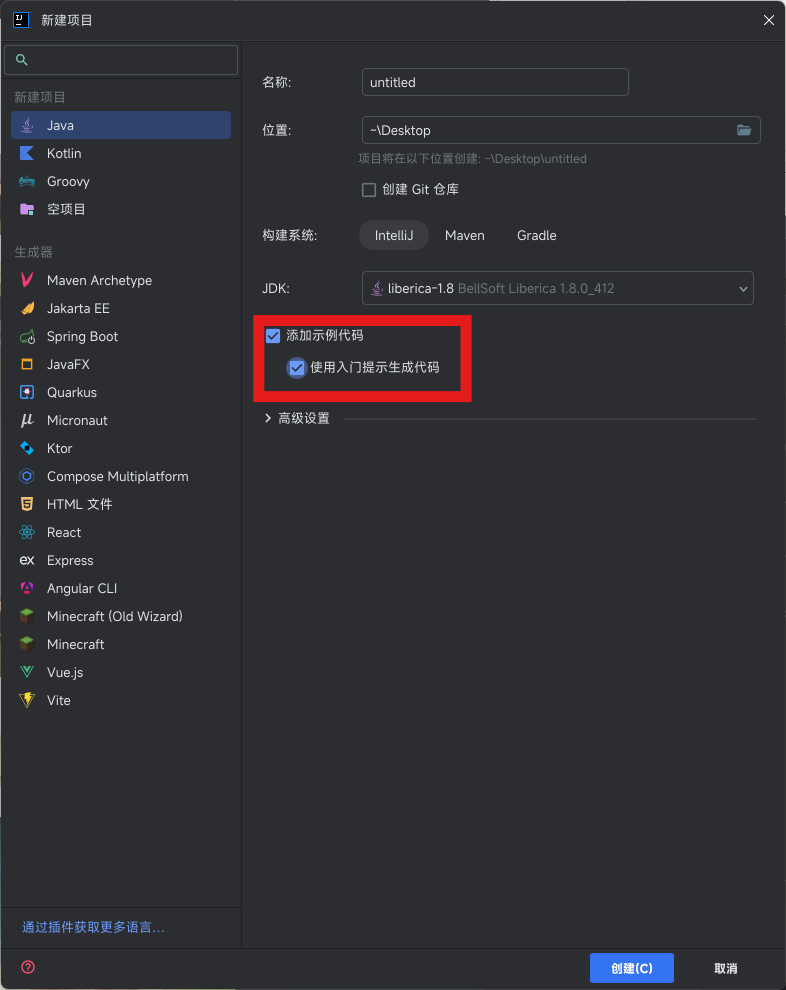 新建项目
新建项目
Java
Kotlin
Groovy
空项目
生成器
Maven Archetype
Jakarta EE
Spring Boot
JavaFX
Quarkus
Micronaut
Ktor
Compose Multiplatform
HTML 文件
React
Express
Angular CLI
Minecraft (Old Wizard)
Minecraft
Vue.js
Vite
通过插件获取更多语言...
名称: untitled
位置: ~\Desktop
项目将在以下位置创建: ~\Desktop\untitled
创建 Git 仓库
构建系统: IntelliJ Maven Gradle
JDK: liberica-1.8 BellSoft Liberica 1.8.0_412
添加示例代码
使用入门提示生成代码
高级设置
创建(C) 取消